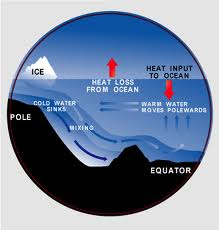 ICE
HEAT LOSS
FROM OCEAN
HEAT INPUT
TO OCEAN
COLD WATER
SINKS
WARM WATER
MOVES POLEWARDS
POLE
MIXING
EQUATOR